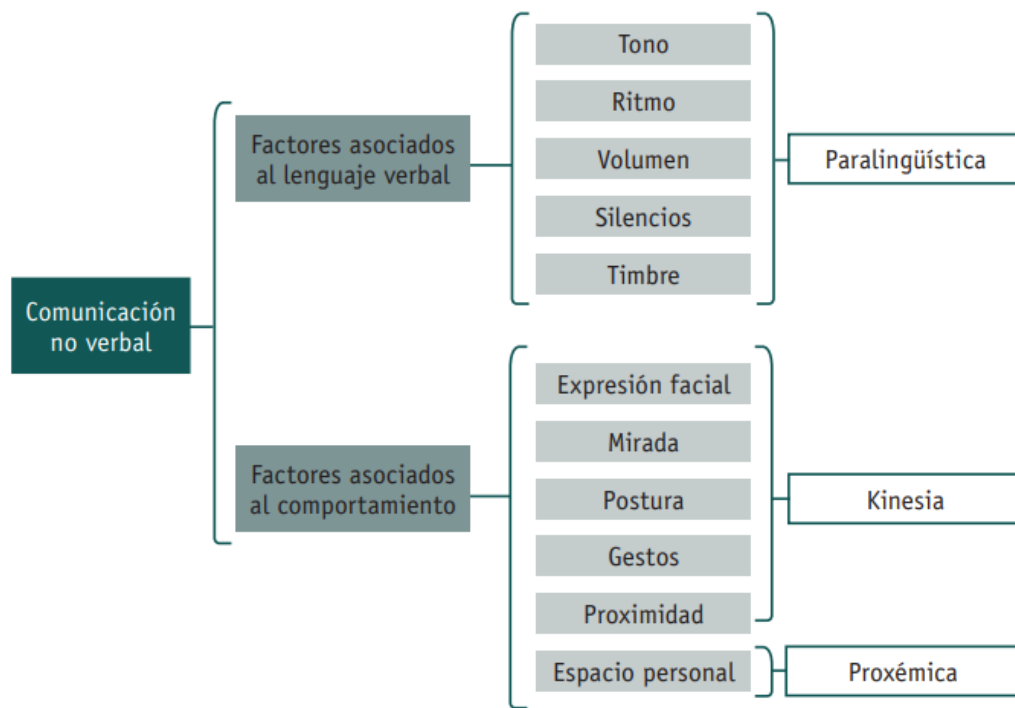 Comunicación
no verbal
Factores asociados
al lenguaje verbal
Tono
Ritmo
Volumen
Silencios
Timbre
Paralingüística
Factores asociados
al comportamiento
Expresión facial
Mirada
Postura
Gestos
Proximidad
Espacio personal
Kinesia
Proxémica